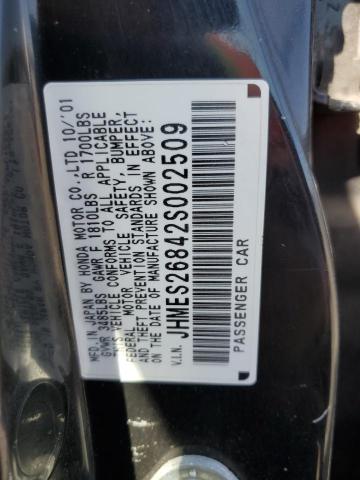 MFD. IN JAPAN BY HONDA MOTOR CO.,LTD 10/'01
GVWR 3485LBS GAWR F 1810LBS R 1700LBS
THIS VEHICLE CONFORMS TO ALL APPLICABLE
FEDERAL MOTOR VEHICLE SAFETY, BUMPER,
AND THEFT PREVENTION STANDARDS IN EFFECT
ON THE DATE OF MANUFACTURE SHOWN ABOVE.
V.I.N. JHMES26842S002509
PASSENGER CAR